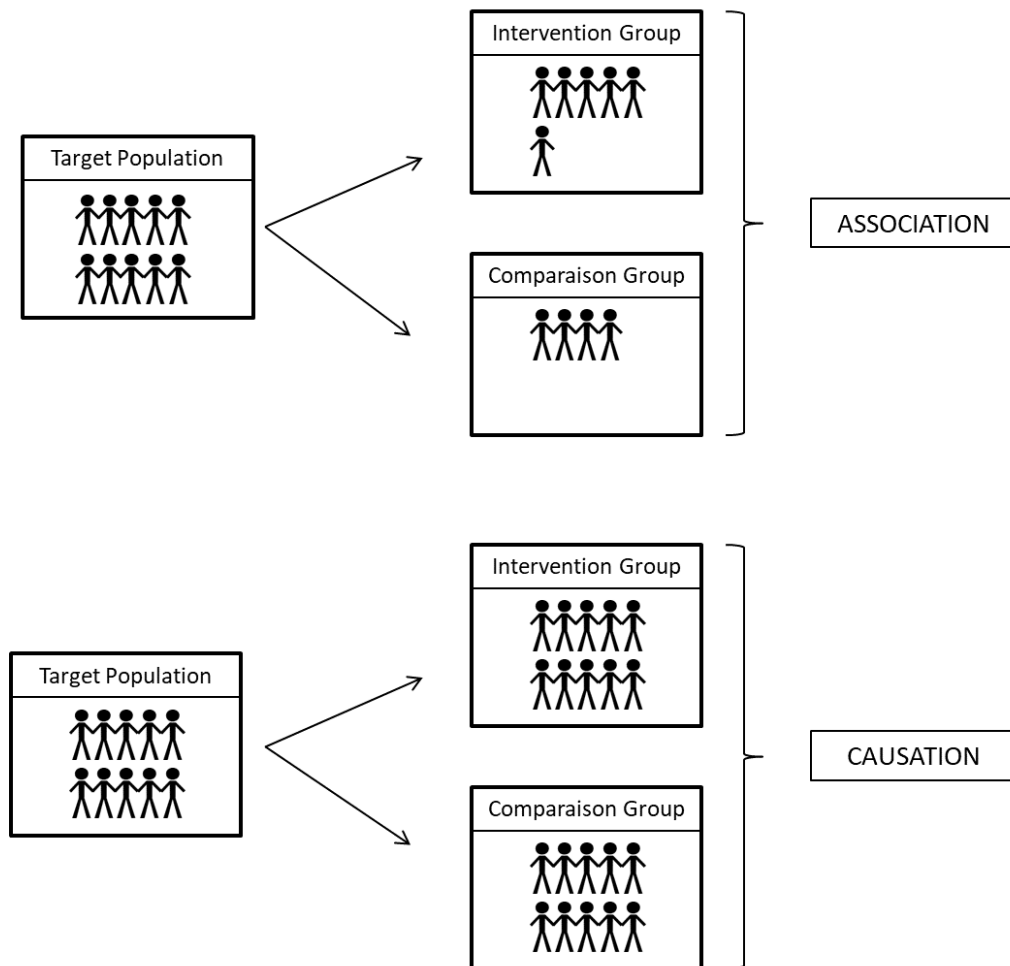 Intervention Group
Target Population
Comparaison Group
ASSOCIATION
Intervention Group
Target Population
Comparaison Group
CAUSATION